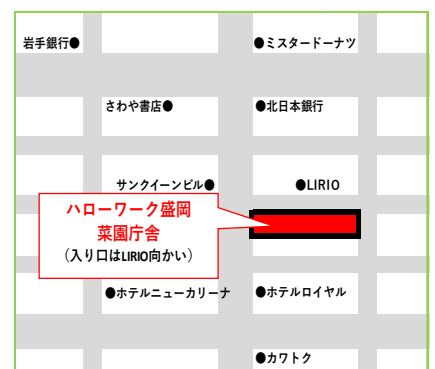 岩手銀行●
●ミスタードーナツ
さわや書店●
●北日本銀行
サンクイーンビル●
●LIRIO
ハローワーク盛岡
菜園庁舎
（入り口はLIRIO向かい）
●ホテルニューカリーナ
●ホテルロイヤル
●カワトク